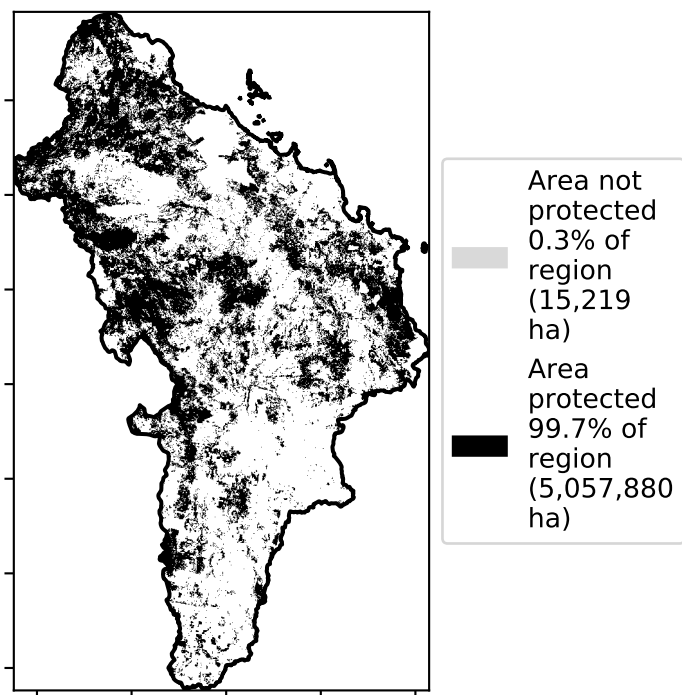 Area not
protected
0.3% of
region
(15,219
ha)
Area
protected
99.7% of
region
(5,057,880
ha)